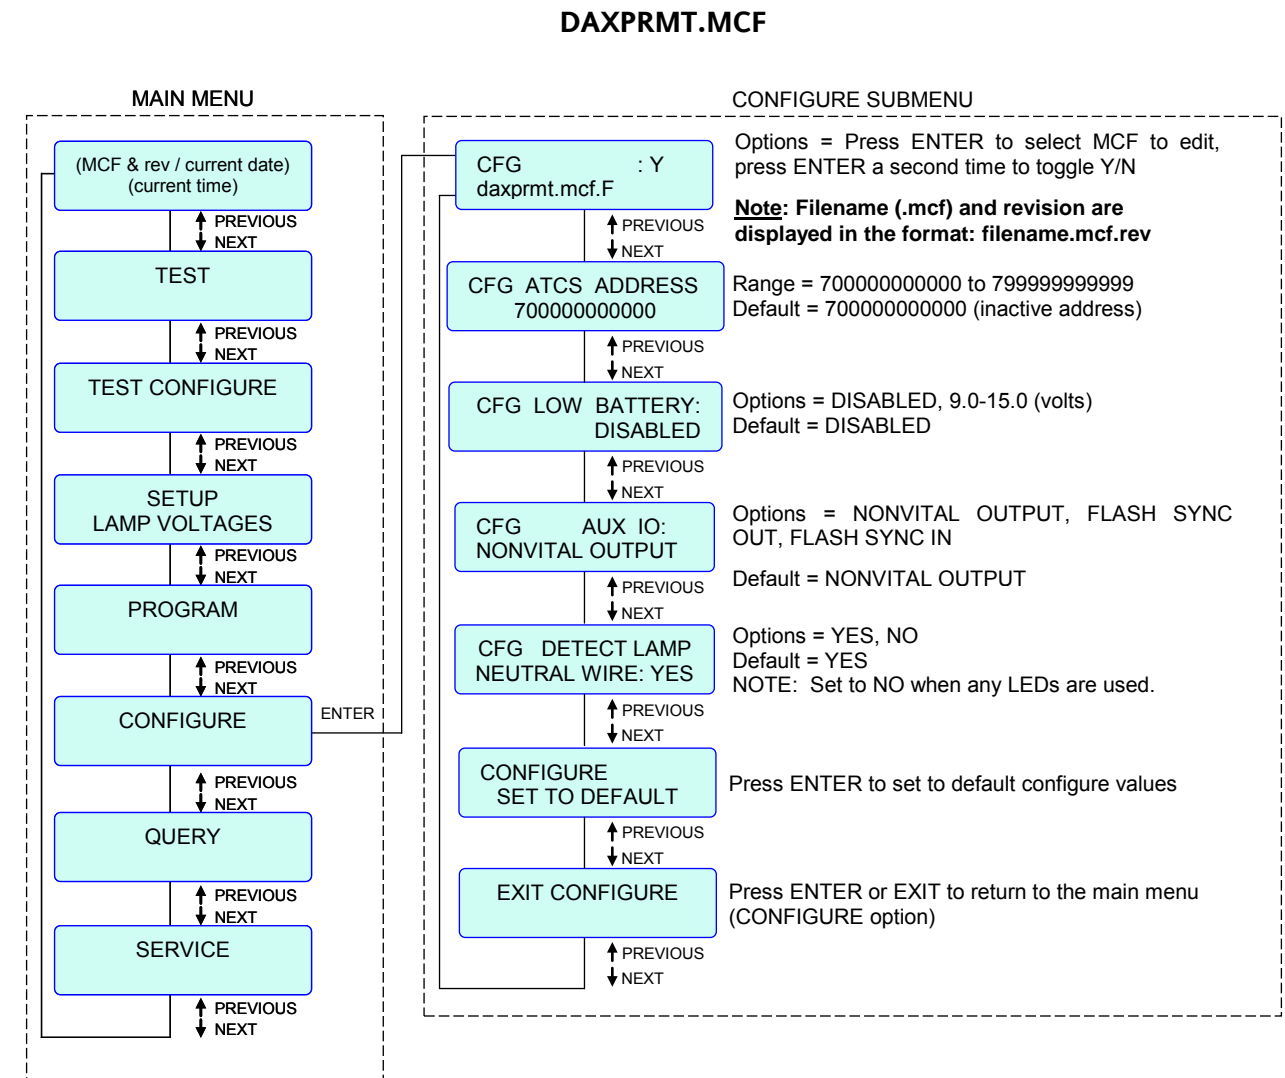 DAXPRMT.MCF
MAIN MENU
(MCF & rev / current date)
(current time)
PREVIOUS
NEXT
TEST
PREVIOUS
NEXT
TEST CONFIGURE
PREVIOUS
NEXT
SETUP
LAMP VOLTAGES
PREVIOUS
NEXT
PROGRAM
PREVIOUS
NEXT
CONFIGURE
ENTER
PREVIOUS
NEXT
QUERY
PREVIOUS
NEXT
SERVICE
PREVIOUS
NEXT
CONFIGURE SUBMENU
CFG : Y
daxprmt.mcf.F
Options = Press ENTER to select MCF to edit,
press ENTER a second time to toggle Y/N
Note: Filename (.mcf) and revision are
displayed in the format: filename.mcf.rev
PREVIOUS
NEXT
CFG ATCS ADDRESS
700000000000
Range = 700000000000 to 799999999999
Default = 700000000000 (inactive address)
PREVIOUS
NEXT
CFG LOW BATTERY:
DISABLED
Options = DISABLED, 9.0-15.0 (volts)
Default = DISABLED
PREVIOUS
NEXT
CFG AUX IO:
NONVITAL OUTPUT
Options = NONVITAL OUTPUT, FLASH SYNC
OUT, FLASH SYNC IN
Default = NONVITAL OUTPUT
PREVIOUS
NEXT
CFG DETECT LAMP
NEUTRAL WIRE: YES
Options = YES, NO
Default = YES
NOTE: Set to NO when any LEDs are used.
PREVIOUS
NEXT
CONFIGURE
SET TO DEFAULT
Press ENTER to set to default configure values
PREVIOUS
NEXT
EXIT CONFIGURE
Press ENTER or EXIT to return to the main menu
(CONFIGURE option)
PREVIOUS
NEXT